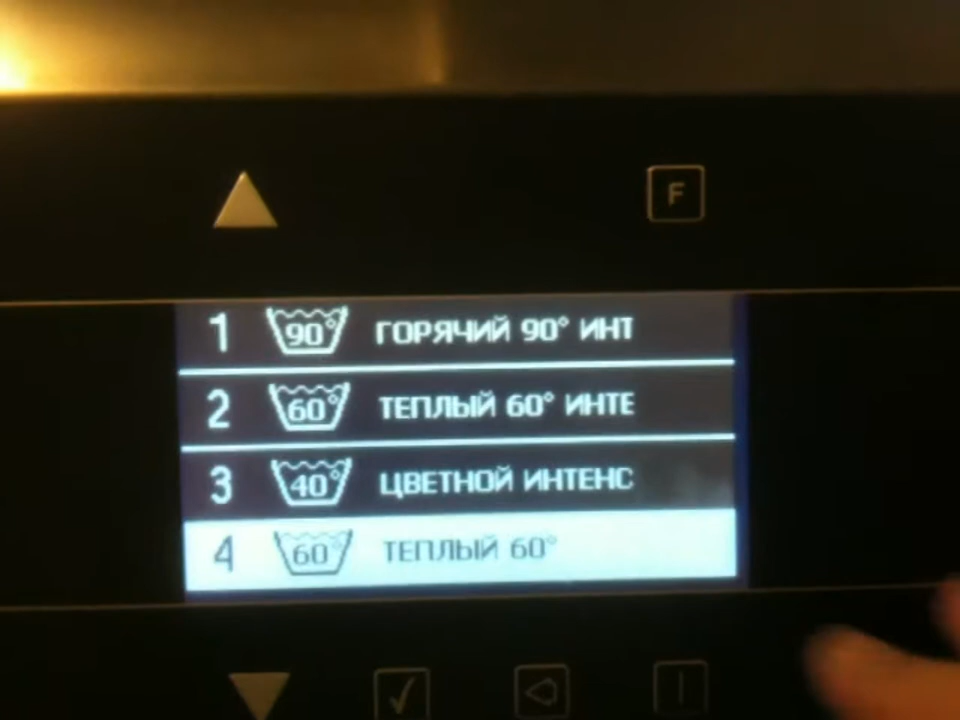 F
1 90° ГОРЯЧИЙ 90° ИНТ
2 60° ТЕПЛЫЙ 60° ИНТЕ
3 40° ЦВЕТНОЙ ИНТЕНС
4 60° ТЕПЛЫЙ 60°